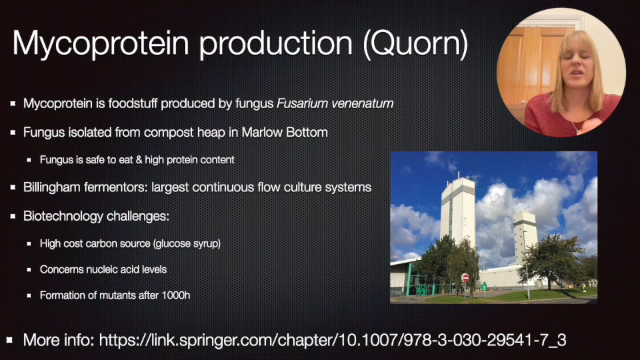 Mycoprotein production (Quorn)
Mycoprotein is foodstuff produced by fungus Fusarium venenatum
Fungus isolated from compost heap in Marlow Bottom
Fungus is safe to eat & high protein content
Billingham fermentors: largest continuous flow culture systems
Biotechnology challenges:
High cost carbon source (glucose syrup)
Concerns nucleic acid levels
Formation of mutants after 1000h
More info: https://link.springer.com/chapter/10.1007/978-3-030-29541-7_3